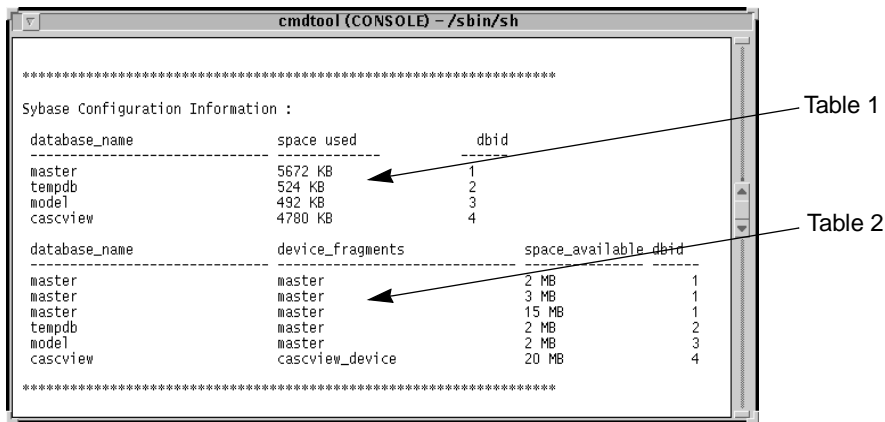 cmdtool (CONSOLE) – /sbin/sh
*******************************************************************
Sybase Configuration Information :
database_name space used dbid
------------------------------ ------------- ------
master 5672 KB 1
tempdb 524 KB 2
model 492 KB 3
cascview 4780 KB 4
database_name device_fragments space_available dbid
------------------------------ ------------------------------ --------------- ------
master master 2 MB 1
master master 3 MB 1
master master 15 MB 1
tempdb master 2 MB 2
model master 2 MB 3
cascview cascview_device 20 MB 4
*******************************************************************
Table 1
Table 2